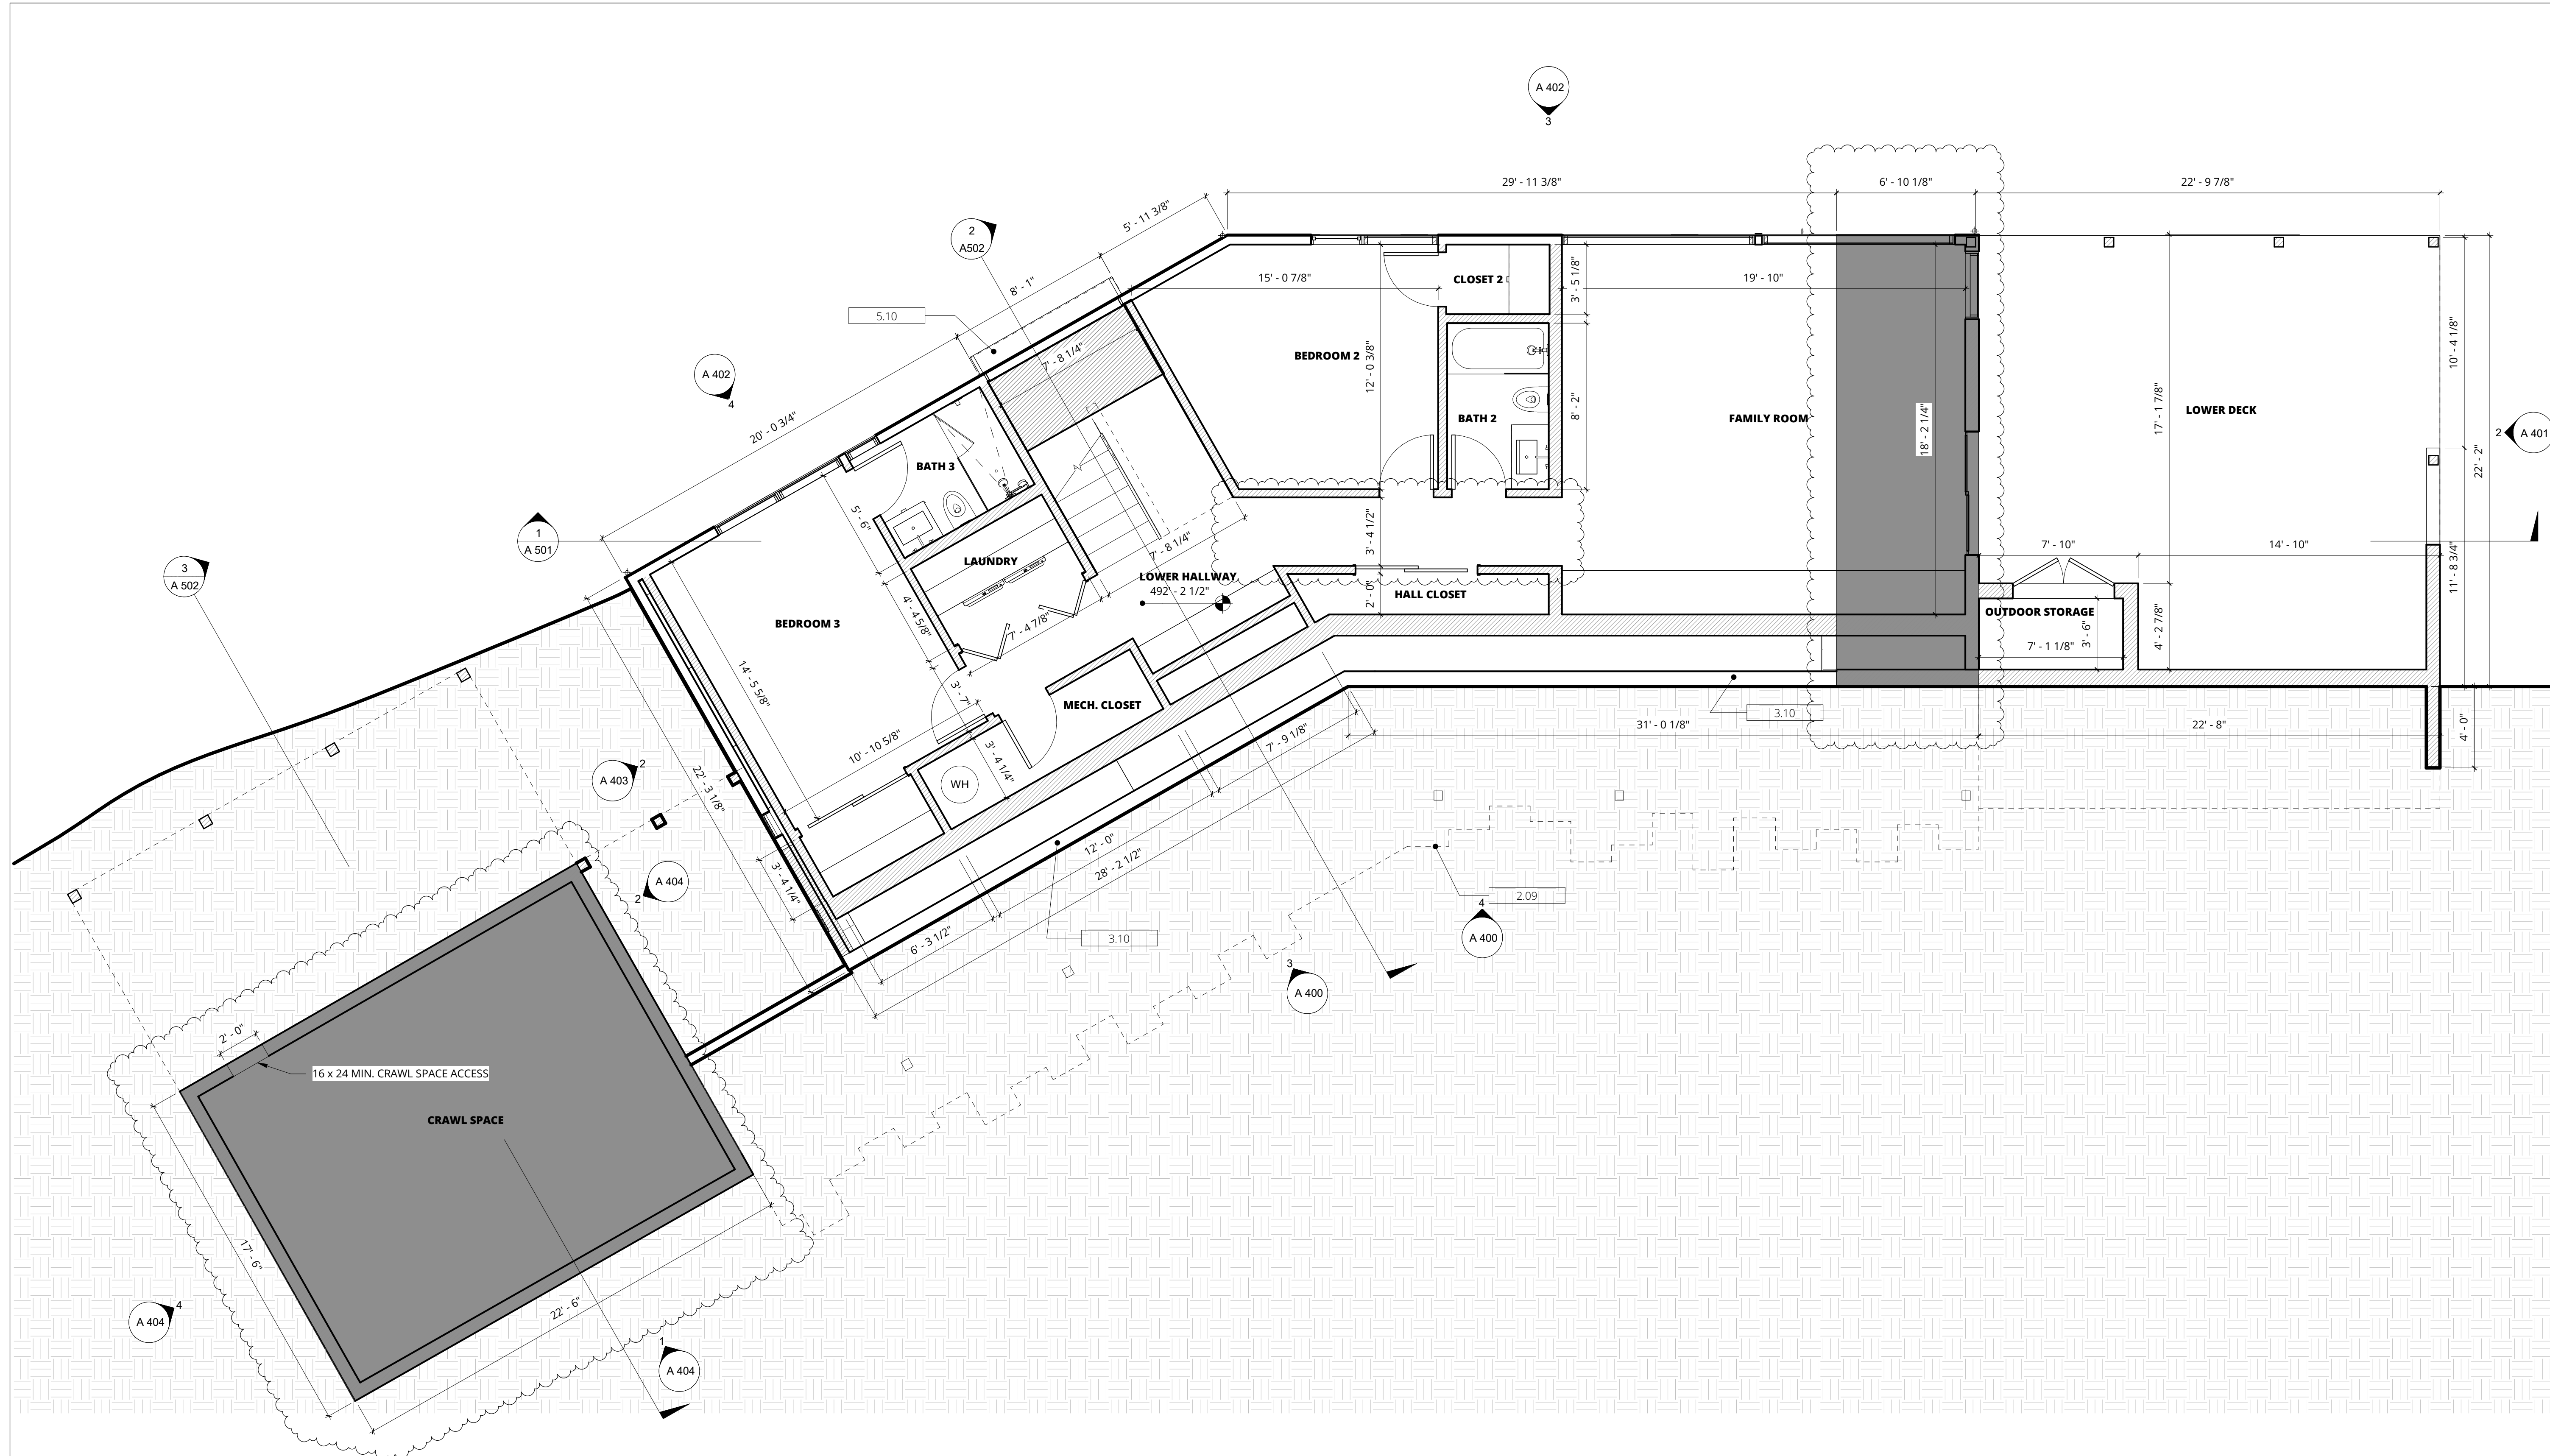 A 402
3
29' - 11 3/8"
6' - 10 1/8"
22' - 9 7/8"
5' - 11 3/8"
2
A502
8' - 1"
5.10
15' - 0 7/8"
CLOSET 2
3' - 5 1/8"
19' - 10"
7' - 8 1/4"
BEDROOM 2
12' - 0 3/8"
10' - 4 1/8"
A 402
4
20' - 0 3/4"
BATH 2
8' - 2"
FAMILY ROOM
18' - 2 1/4"
17' - 1 7/8"
LOWER DECK
2
A 401
22' - 2"
BATH 3
5' - 6"
1
A 501
3' - 4 1/2"
7' - 8 1/4"
7' - 10"
14' - 10"
LAUNDRY
LOWER HALLWAY
492' - 2 1/2"
3
A 502
11' - 8 3/4"
2' - 0"
HALL CLOSET
OUTDOOR STORAGE
4' - 4 5/8"
7' - 4 7/8"
BEDROOM 3
3' - 6"
4' - 2 7/8"
7' - 1 1/8"
14' - 5 5/8"
3' - 7"
MECH. CLOSET
3.10
31' - 0 1/8"
22' - 8"
4' - 0"
10' - 10 5/8"
7' - 9 1/8"
3' - 4 1/4"
WH
2
A 403
22' - 3 1/8"
12' - 0"
28' - 2 1/2"
3' - 4 1/4"
A 404
2
2.09
4
A 400
6' - 3 1/2"
3.10
3
A 400
2' - 0"
16 x 24 MIN. CRAWL SPACE ACCESS
CRAWL SPACE
17' - 6"
22' - 6"
4
A 404
1
A 404